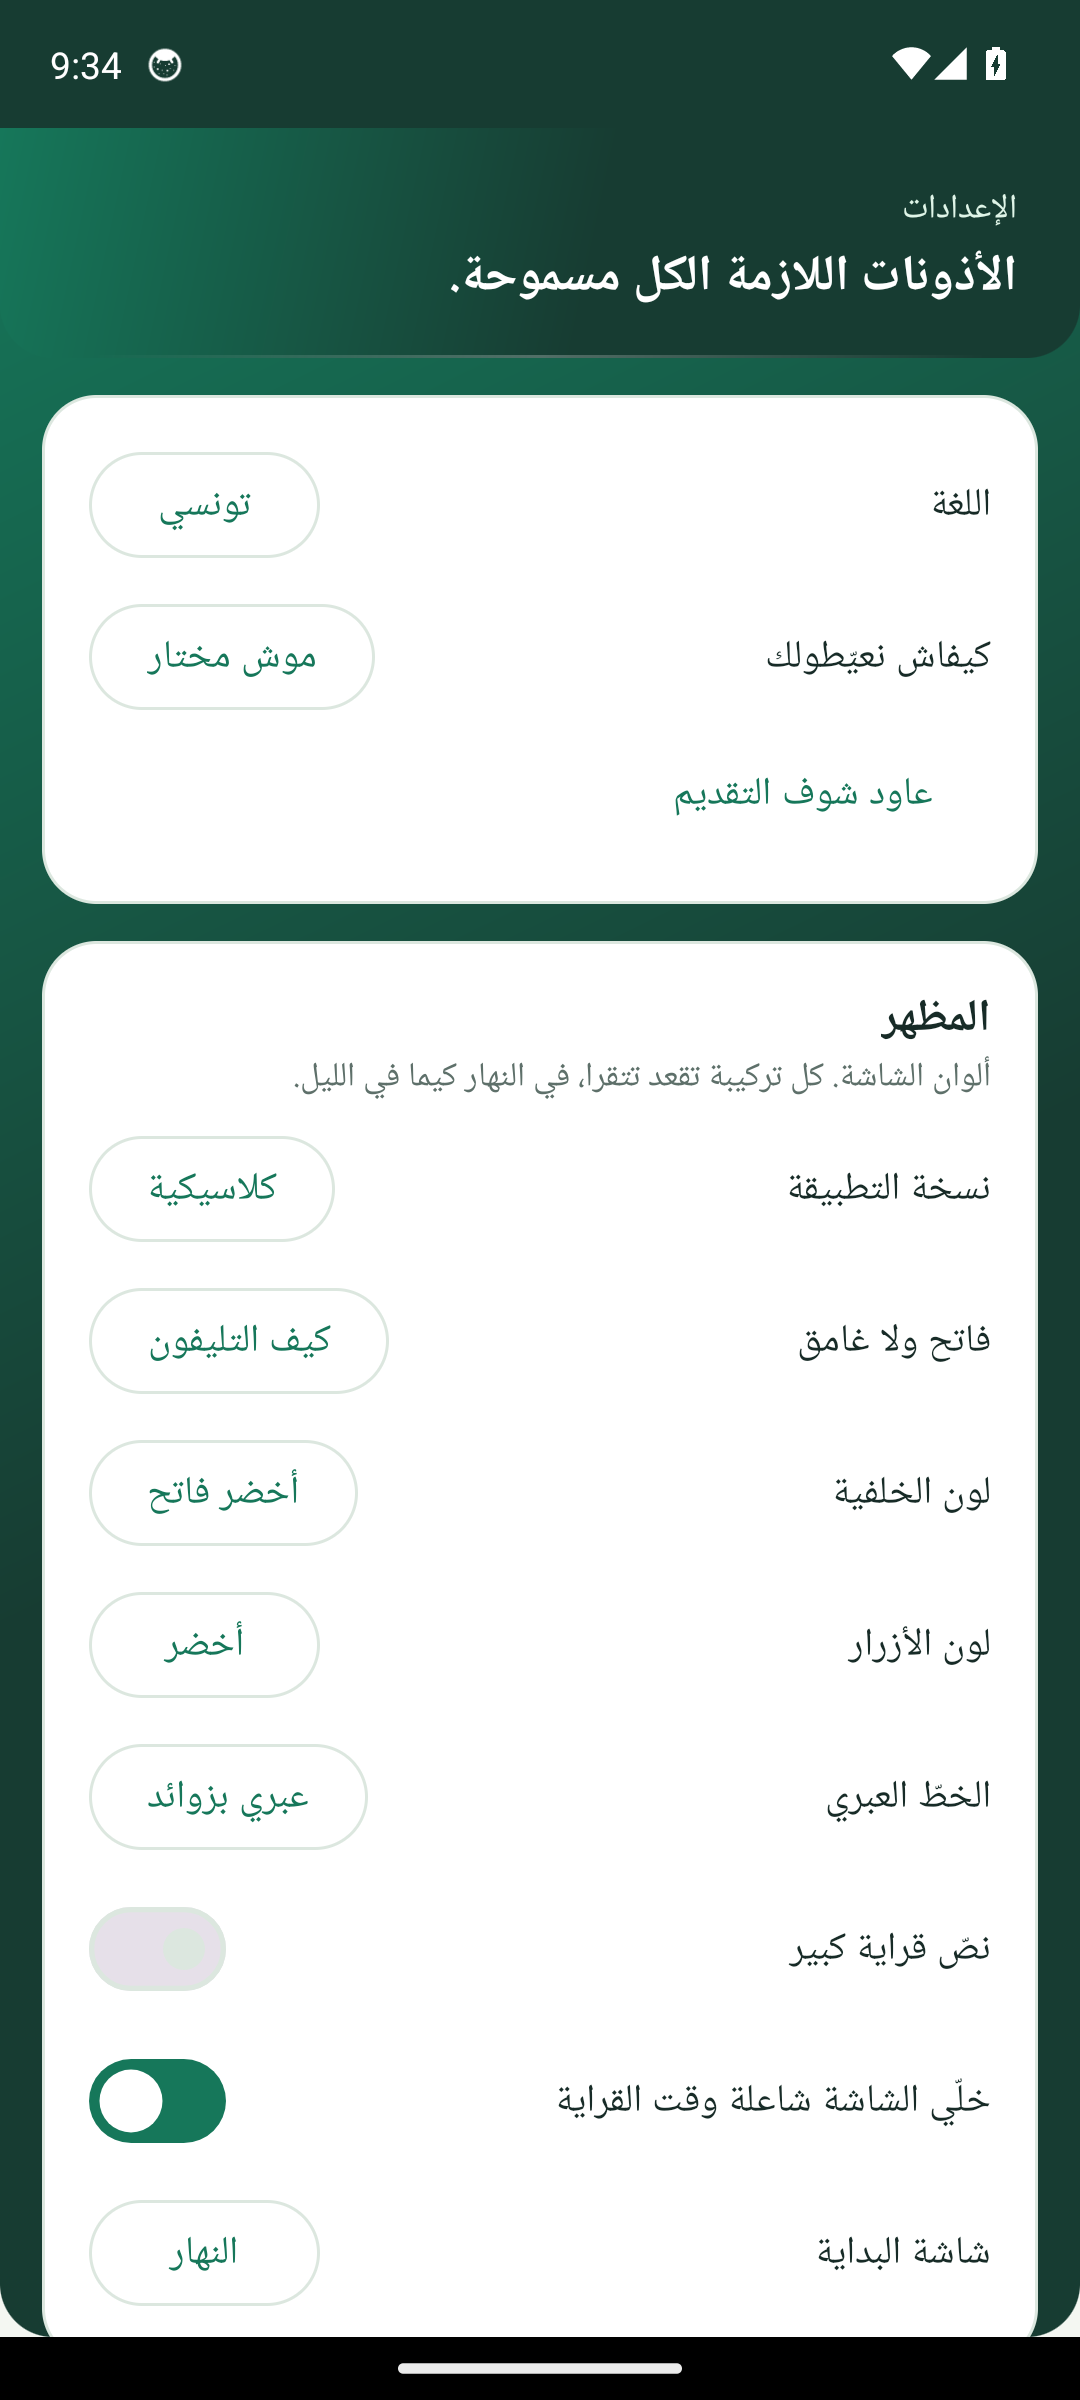 9:34
الإعدادات
الأذونات اللازمة الكل مسموحة.
اللغة
تونسي
كيفاش نعيّطولك
موش مختار
عاود شوف التقديم
المظهر
ألوان الشاشة. كل تركيبة تقعد تتقرا، في النهار كيما في الليل.
نسخة التطبيقة
كلاسيكية
فاتح ولا غامق
كيف التليفون
لون الخلفية
أخضر فاتح
لون الأزرار
أخضر
الخطّ العبري
عبري بزوائد
نصّ قراية كبير
خلّي الشاشة شاعلة وقت القراية
شاشة البداية
النهار